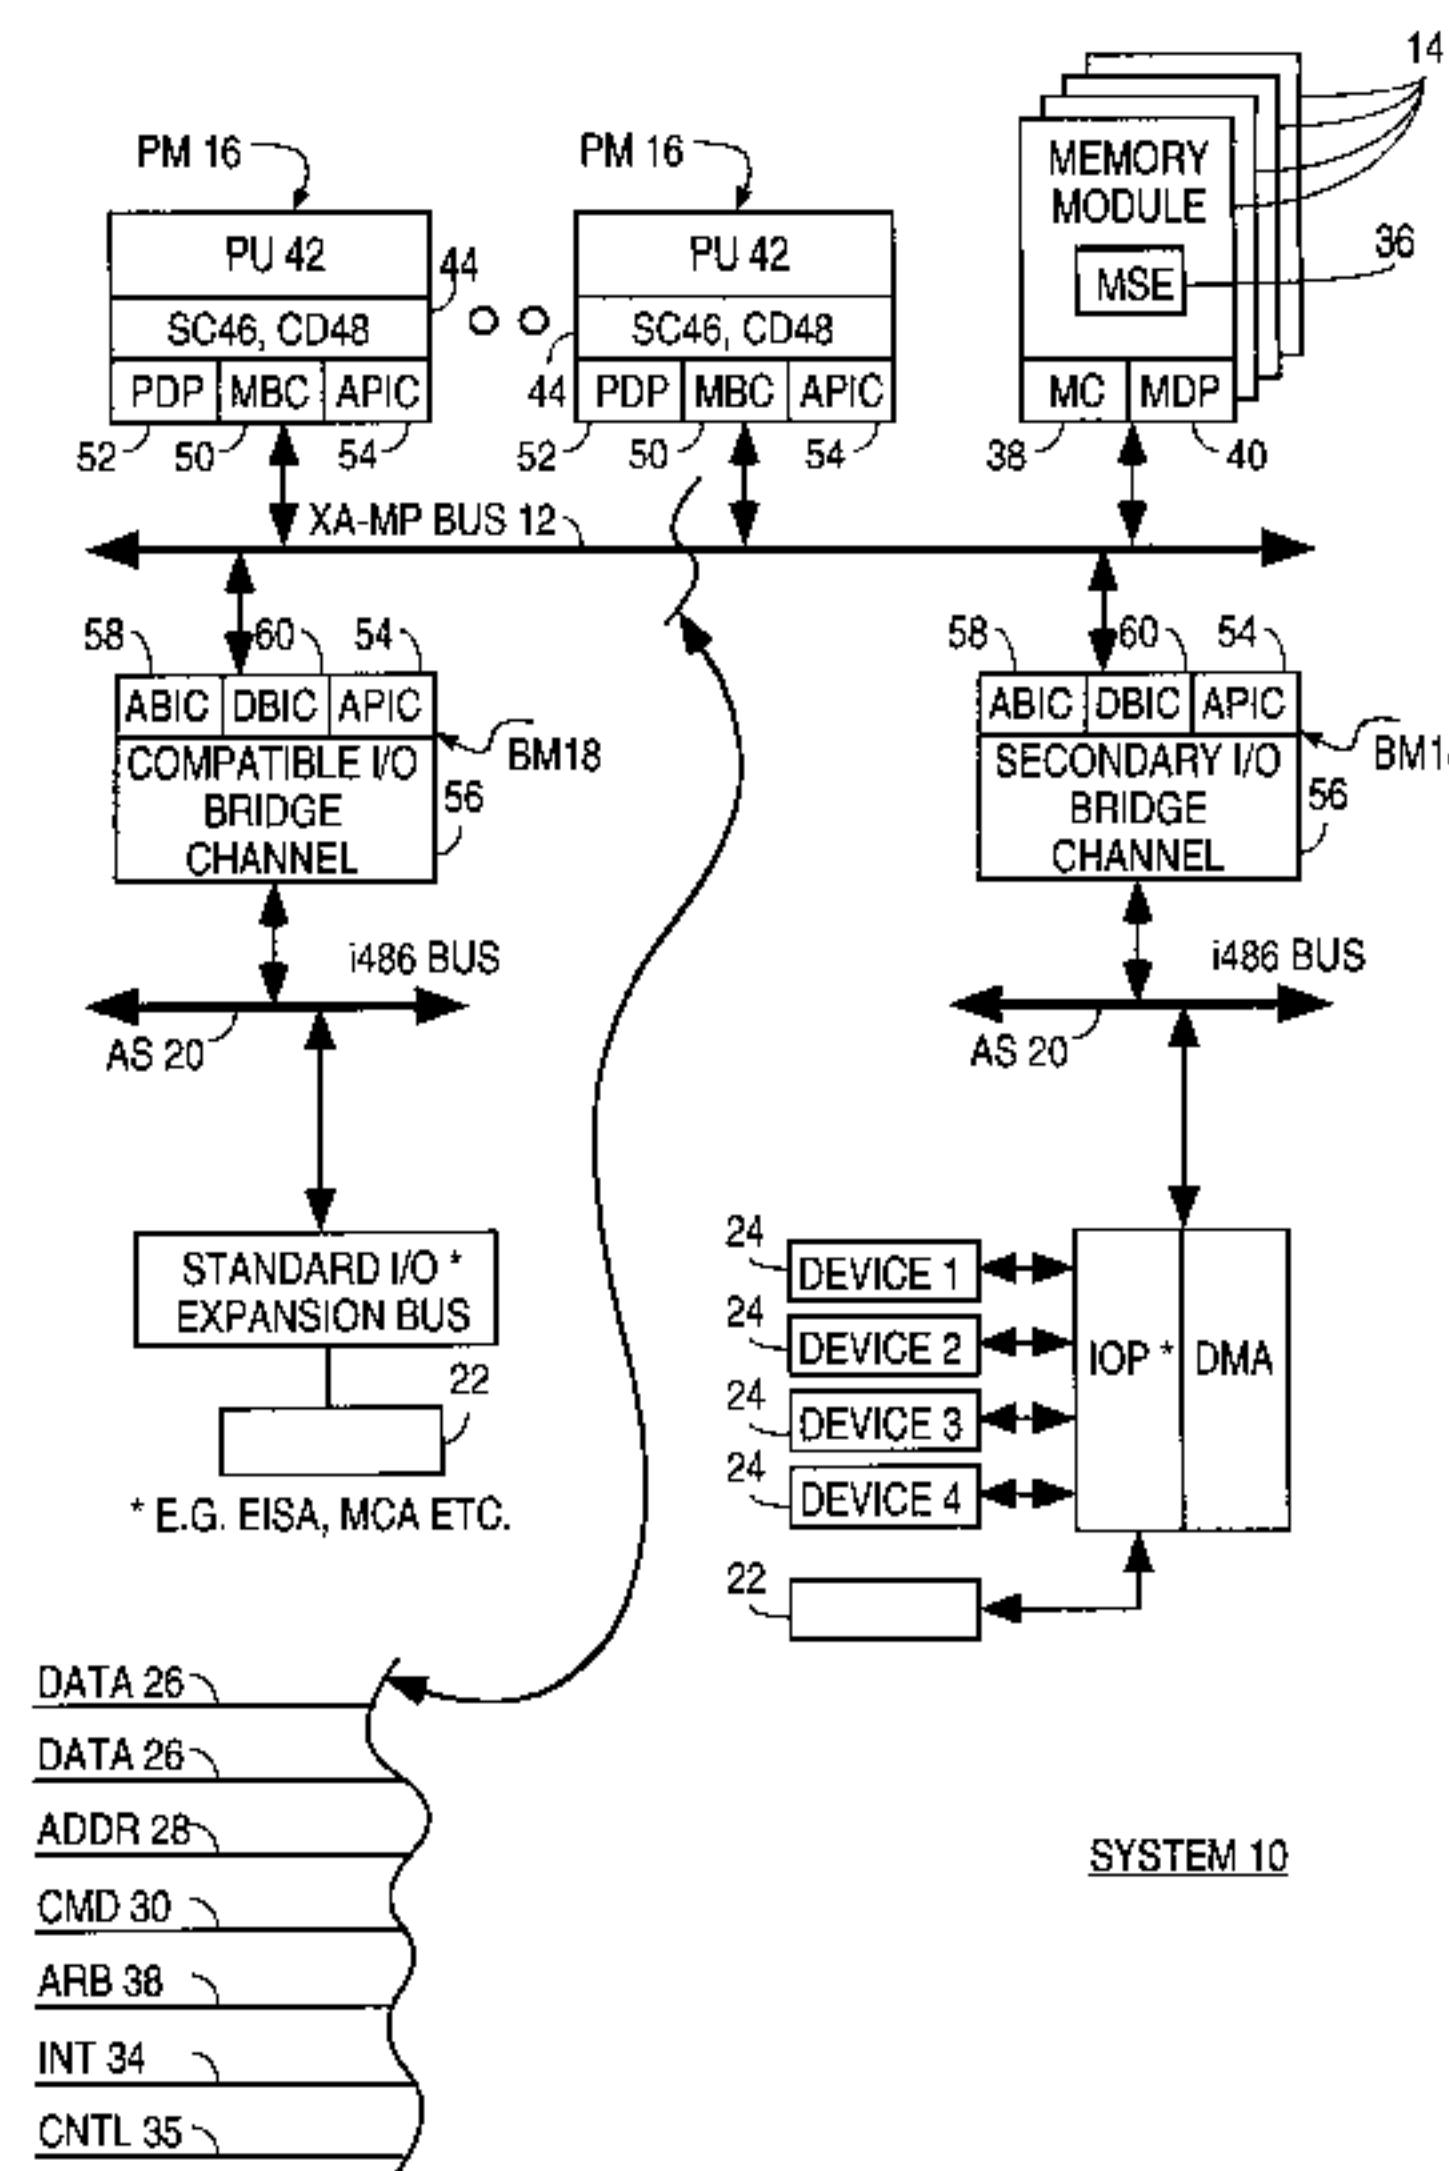 14
PM 16
PM 16
MEMORY
MODULE
36
MSE
PU 42
44
PU 42
SC46, CD48
SC46, CD48
44
PDP MBC APIC
PDP MBC APIC
MC MDP
52 50 54
52 50 54
38 40
XA-MP BUS 12
58 60 54
58 60 54
ABIC DBIC APIC
ABIC DBIC APIC
BM18
COMPATIBLE I/O
BRIDGE
CHANNEL
56
SECONDARY I/O
BRIDGE
CHANNEL
56
i486 BUS
i486 BUS
AS 20
AS 20
STANDARD I/O *
EXPANSION BUS
22
* E.G. EISA, MCA ETC.
24
DEVICE 1
24
DEVICE 2
24
DEVICE 3
24
DEVICE 4
IOP * DMA
22
DATA 26
DATA 26
ADDR 28
CMD 30
ARB 38
INT 34
CNTL 35
SYSTEM 10